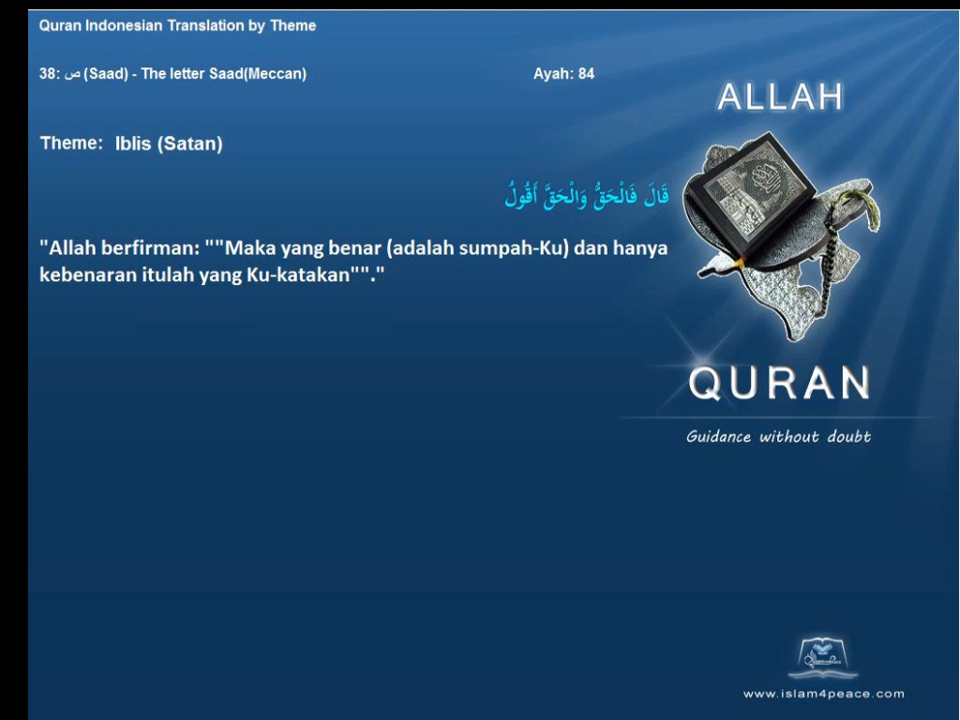 Quran Indonesian Translation by Theme
38: ص (Saad) - The letter Saad(Meccan) Ayah: 84
Theme: Iblis (Satan)
قَالَ فَالْحَقُّ وَالْحَقَّ أَقُولُ
"Allah berfirman: ""Maka yang benar (adalah sumpah-Ku) dan hanya
kebenaran itulah yang Ku-katakan""."
ALLAH
QURAN
Guidance without doubt
www.islam4peace.com